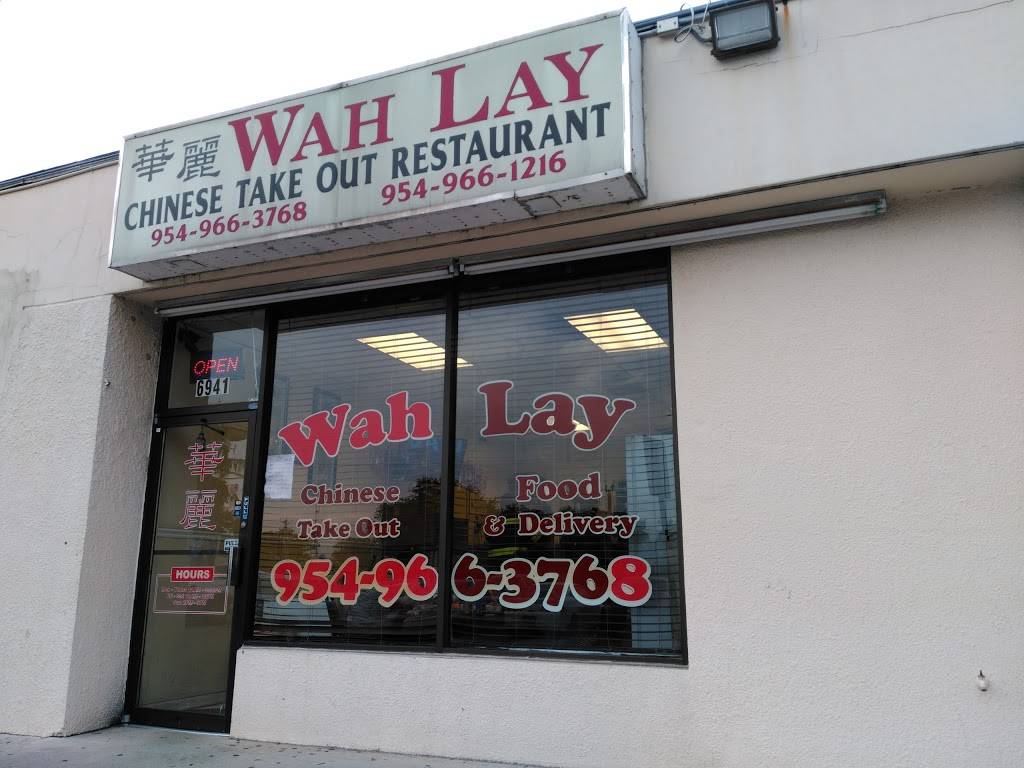 華麗 WAH LAY
CHINESE TAKE OUT RESTAURANT
954-966-3768 954-966-1216
OPEN
6941
華
麗
HOURS
Wah Lay
Chinese Food
Take Out & Delivery
954-966-3768